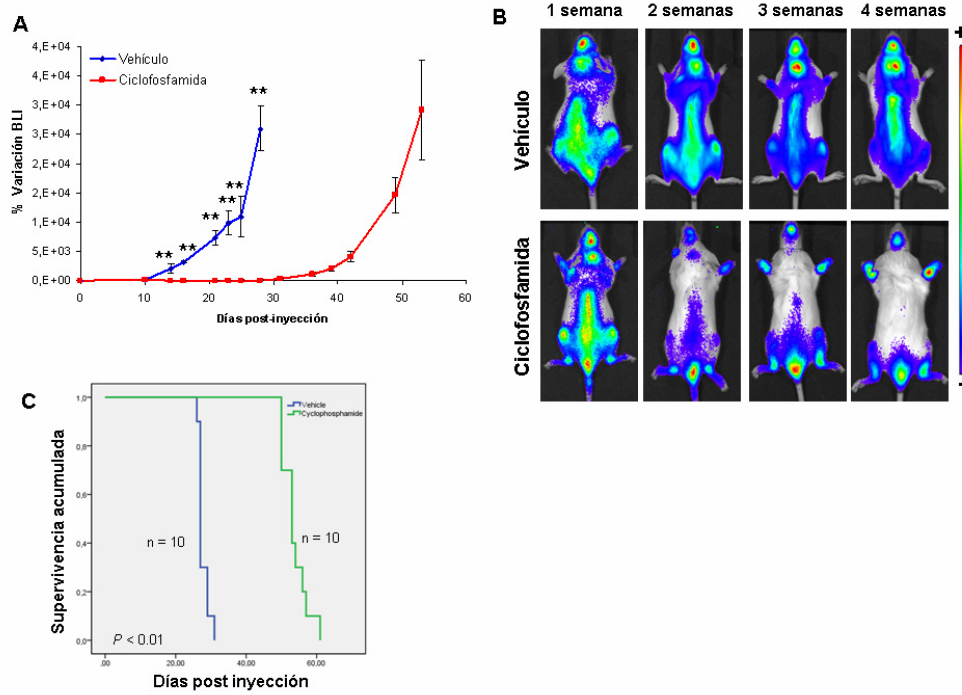 A
4,E+04
4,E+04
3,E+04
3,E+04
2,E+04
2,E+04
1,E+04
5,E+03
0,E+00
% Variación BLI
Vehículo
Ciclofosfamida
**
**
**
**
**
**
0
10
20
30
40
50
60
Días post-inyección
B
1 semana
2 semanas
3 semanas
4 semanas
Vehículo
Ciclofosfamida
+
-
C
1,0
0,8
0,6
0,4
0,2
0,0
Supervivencia acumulada
Vehicle
Cyclophosphamide
n = 10
n = 10
P < 0.01
,00
20,00
40,00
60,00
Días post inyección